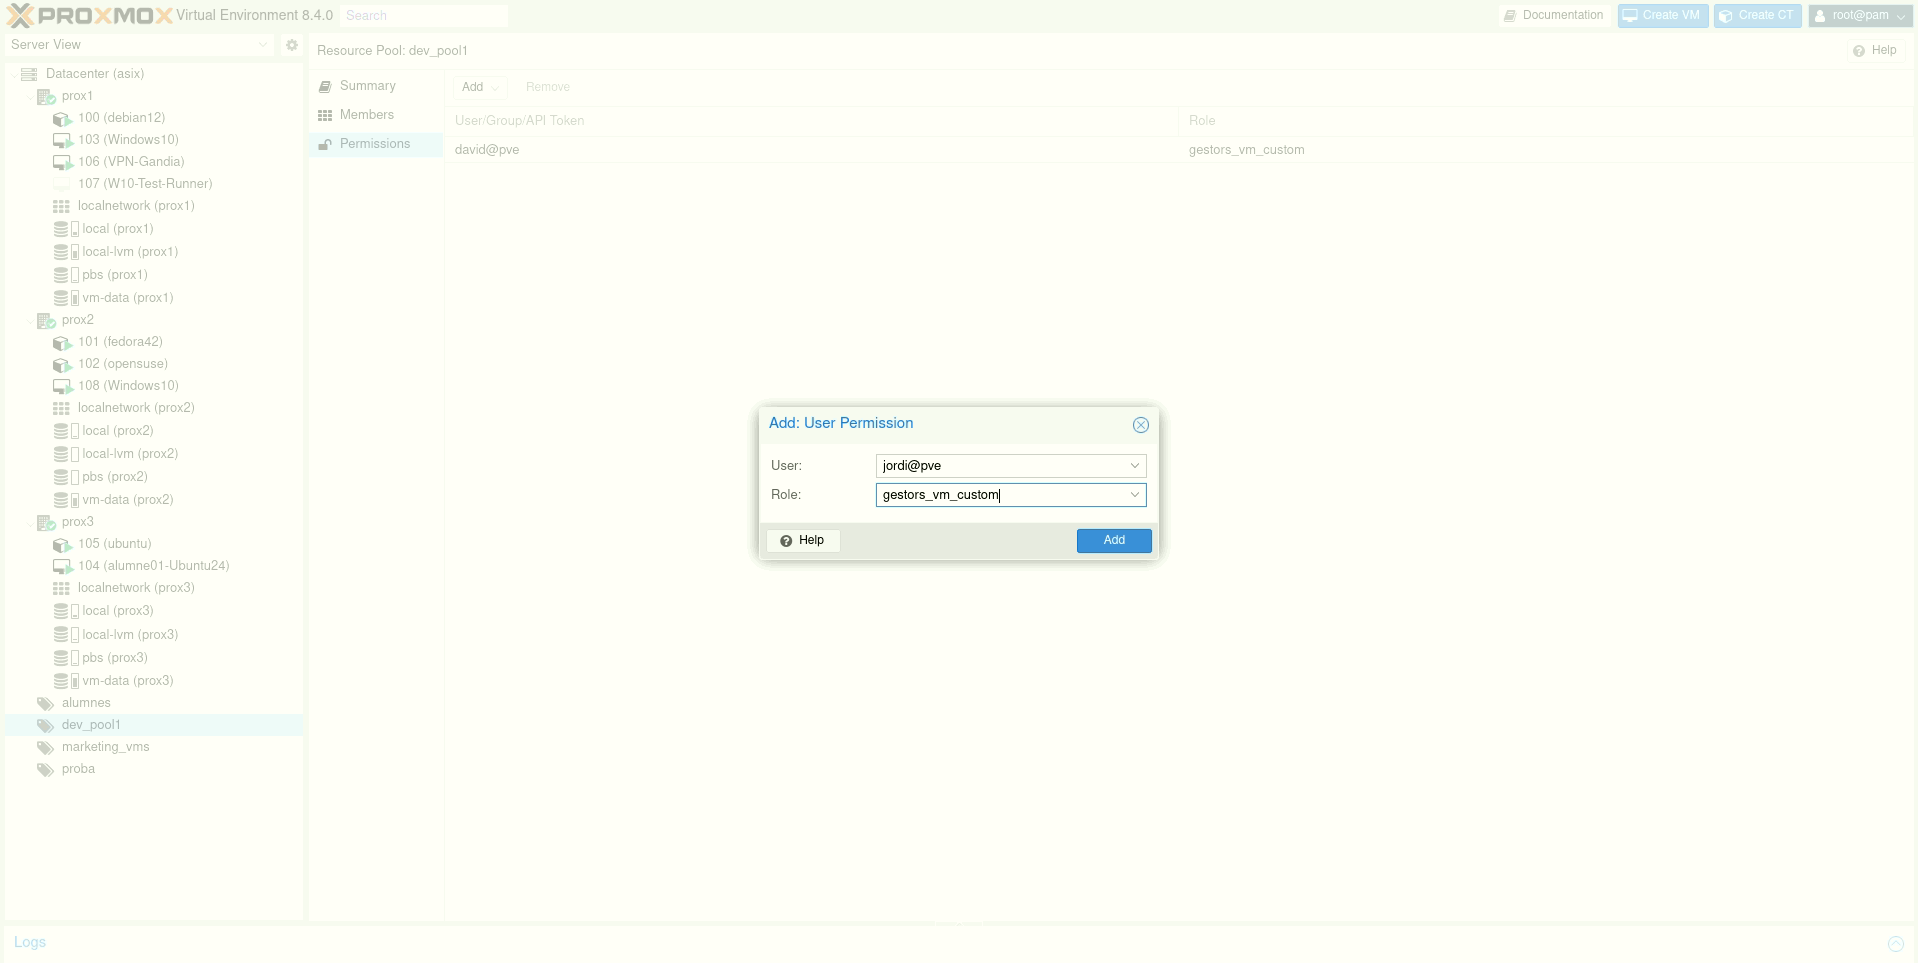 PROXMOX Virtual Environment 8.4.0 Search Documentation Create VM Create CT root@pam
Server View
Resource Pool: dev_pool1 Help
Datacenter (asix)
prox1
100 (debian12)
103 (Windows10)
106 (VPN-Gandia)
107 (W10-Test-Runner)
localnetwork (prox1)
local (prox1)
local-lvm (prox1)
pbs (prox1)
vm-data (prox1)
prox2
101 (fedora42)
102 (opensuse)
108 (Windows10)
localnetwork (prox2)
local (prox2)
local-lvm (prox2)
pbs (prox2)
vm-data (prox2)
prox3
105 (ubuntu)
104 (alumne01-Ubuntu24)
localnetwork (prox3)
local (prox3)
local-lvm (prox3)
pbs (prox3)
vm-data (prox3)
alumnes
dev_pool1
marketing_vms
proba
Summary
Members
Permissions
Add Remove
User/Group/API Token Role
david@pve gestors_vm_custom
Add: User Permission
User: jordi@pve
Role: gestors_vm_custom
Help Add
Logs